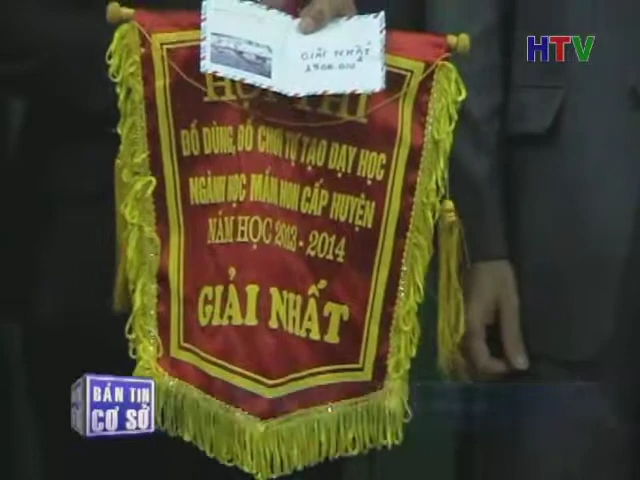 HTV
GIẢI NHẤT
1500.000
HỘI THI
ĐỒ DÙNG, ĐỒ CHƠI TỰ TẠO DẠY HỌC
NGÀNH HỌC MẦM NON CẤP HUYỆN
NĂM HỌC 2013 - 2014
GIẢI NHẤT
BẢN TIN
CƠ SỞ